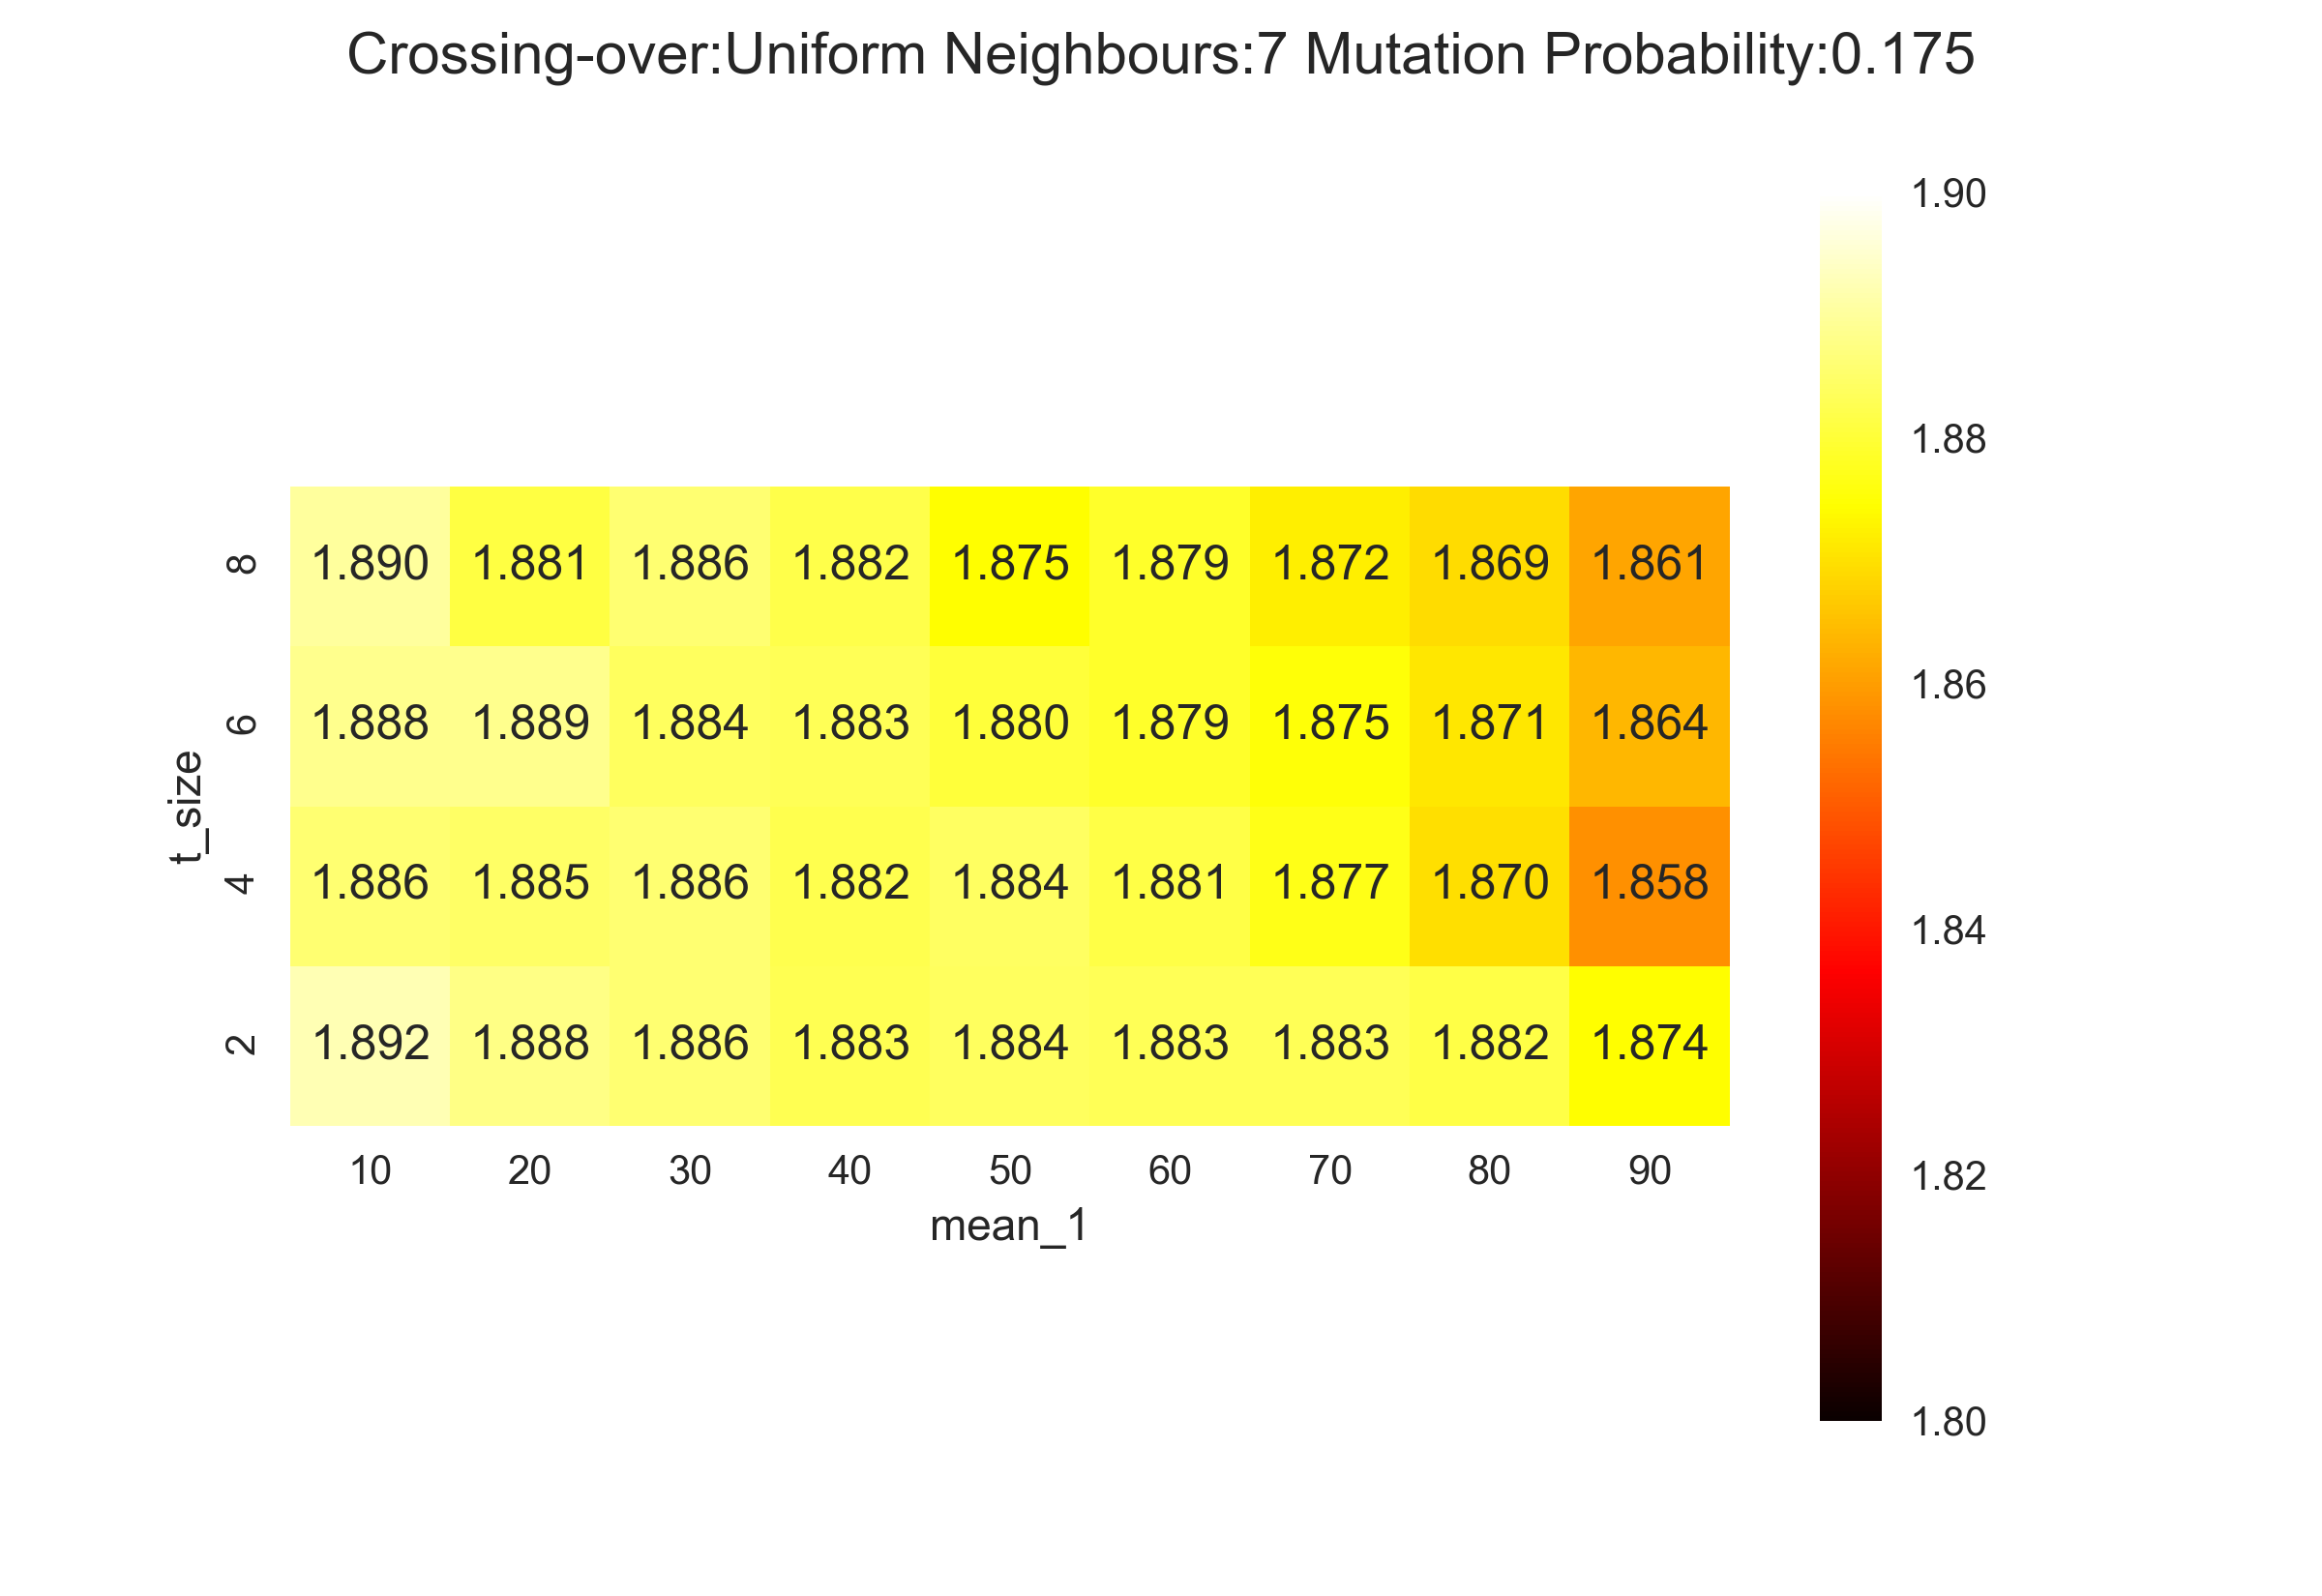 Crossing-over:Uniform Neighbours:7 Mutation Probability:0.175
t_size
8 1.890 1.881 1.886 1.882 1.875 1.879 1.872 1.869 1.861
6 1.888 1.889 1.884 1.883 1.880 1.879 1.875 1.871 1.864
4 1.886 1.885 1.886 1.882 1.884 1.881 1.877 1.870 1.858
2 1.892 1.888 1.886 1.883 1.884 1.883 1.883 1.882 1.874
10 20 30 40 50 60 70 80 90
mean_1
1.90
1.88
1.86
1.84
1.82
1.80